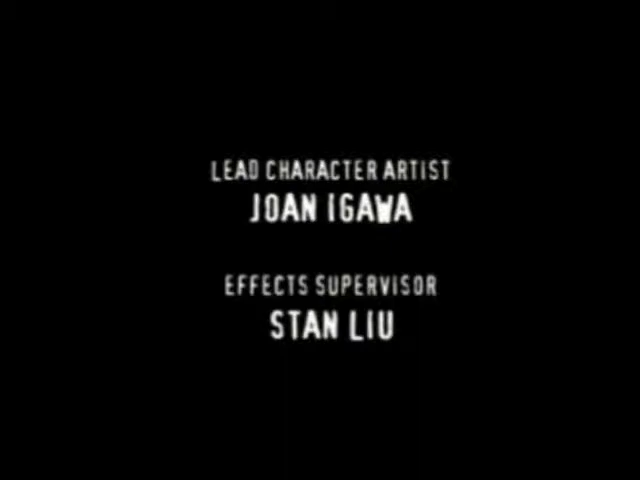 LEAD CHARACTER ARTIST
JOAN IGAWA
EFFECTS SUPERVISOR
STAN LIU